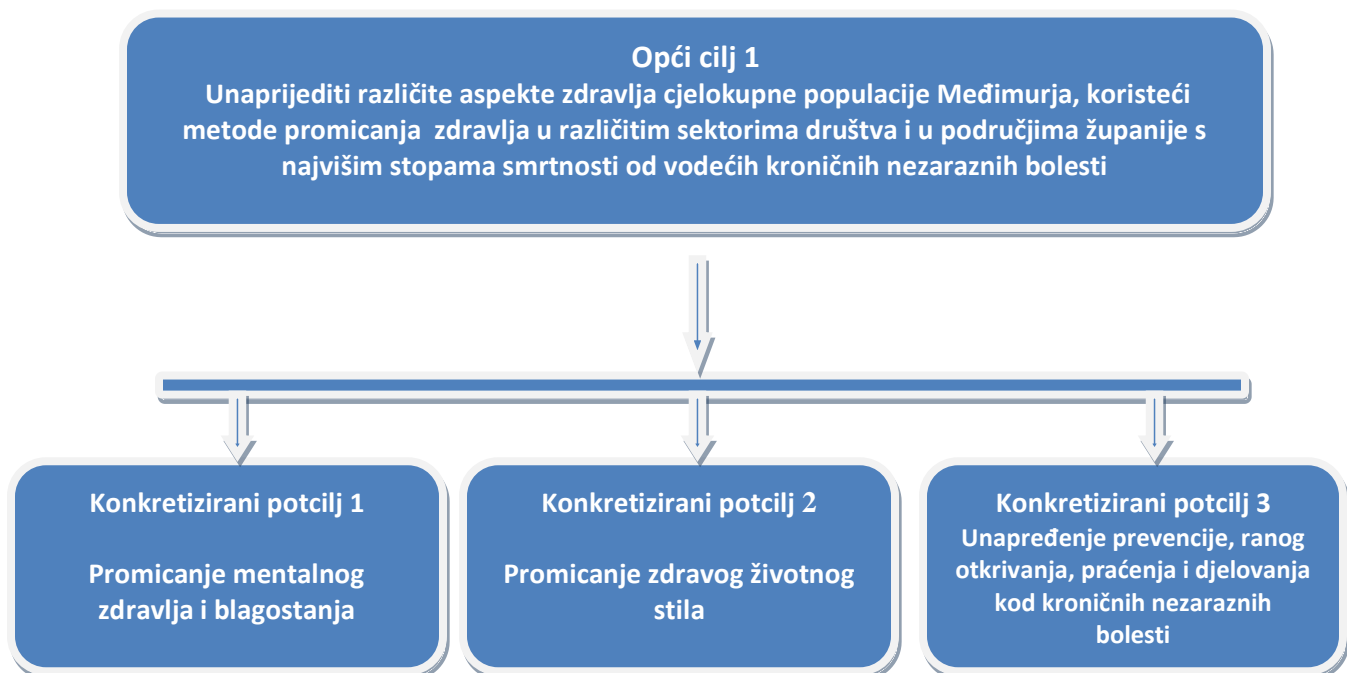 Opći cilj 1
Unaprijediti različite aspekte zdravlja cjelokupne populacije Međimurja, koristeći
metode promicanja zdravlja u različitim sektorima društva i u područjima županije s
najvišim stopama smrtnosti od vodećih kroničnih nezaraznih bolesti
Konkretizirani potcilj 1
Promicanje mentalnog
zdravlja i blagostanja
Konkretizirani potcilj 2
Promicanje zdravog životnog
stila
Konkretizirani potcilj 3
Unapređenje prevencije, ranog
otkrivanja, praćenja i djelovanja
kod kroničnih nezaraznih
bolesti